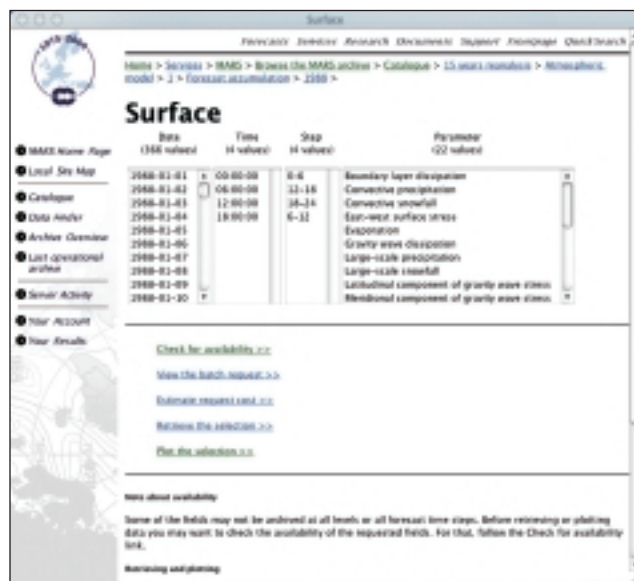 Surface
Forecasts Services Research Documents Support Frontpage Quick Search
Home > Services > MARS > Browse the MARS archive > Catalogue > 15 years reanalysis > Atmospheric
model > 1 > Forecast accumulation > 1988 >
Surface
Date Time Step Parameter
(366 values) (4 values) (4 values) (22 values)
1988-01-01 00:00:00 0-6 Boundary layer dissipation
1988-01-02 06:00:00 12-18 Convective precipitation
1988-01-03 12:00:00 18-24 Convective snowfall
1988-01-04 18:00:00 6-12 East-west surface stress
1988-01-05 Evaporation
1988-01-06 Gravity wave dissipation
1988-01-07 Large-scale precipitation
1988-01-08 Large-scale snowfall
1988-01-09 Latitudinal component of gravity wave stress
1988-01-10 Meridional component of gravity wave stress
MARS Home Page
Local Site Map
Catalogue
Data Finder
Archive Overview
Last operational
archive
Server Activity
Your Account
Your Results
Check for availability >>
View the batch request >>
Estimate request cost >>
Retrieve the selection >>
Plot the selection >>
Note about availability
Some of the fields may not be archived at all levels or all forecast time steps. Before retrieving or plotting
data you may want to check the availability of the requested fields. For that, follow the Check for availability
link.
Retrieving and plotting